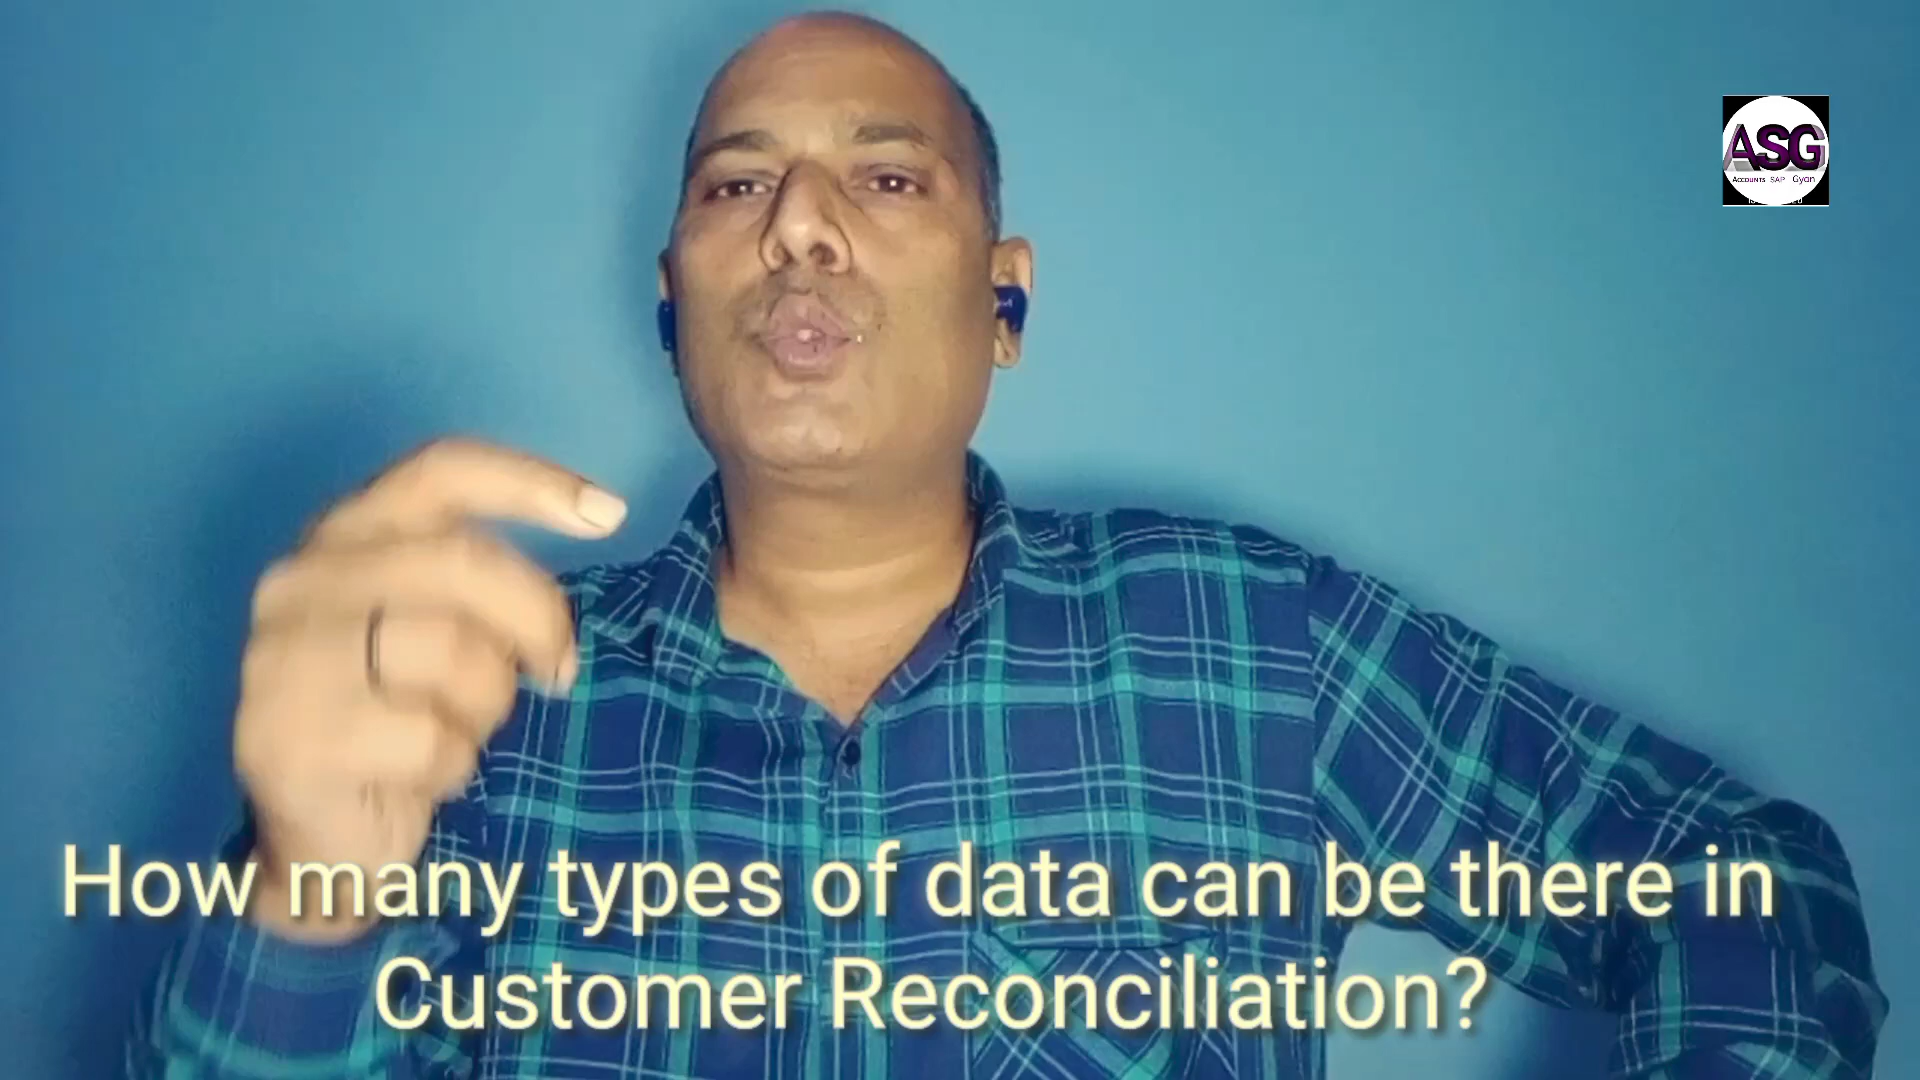 ASG
Accounts SAP Gyan
How many types of data can be there in
Customer Reconciliation?